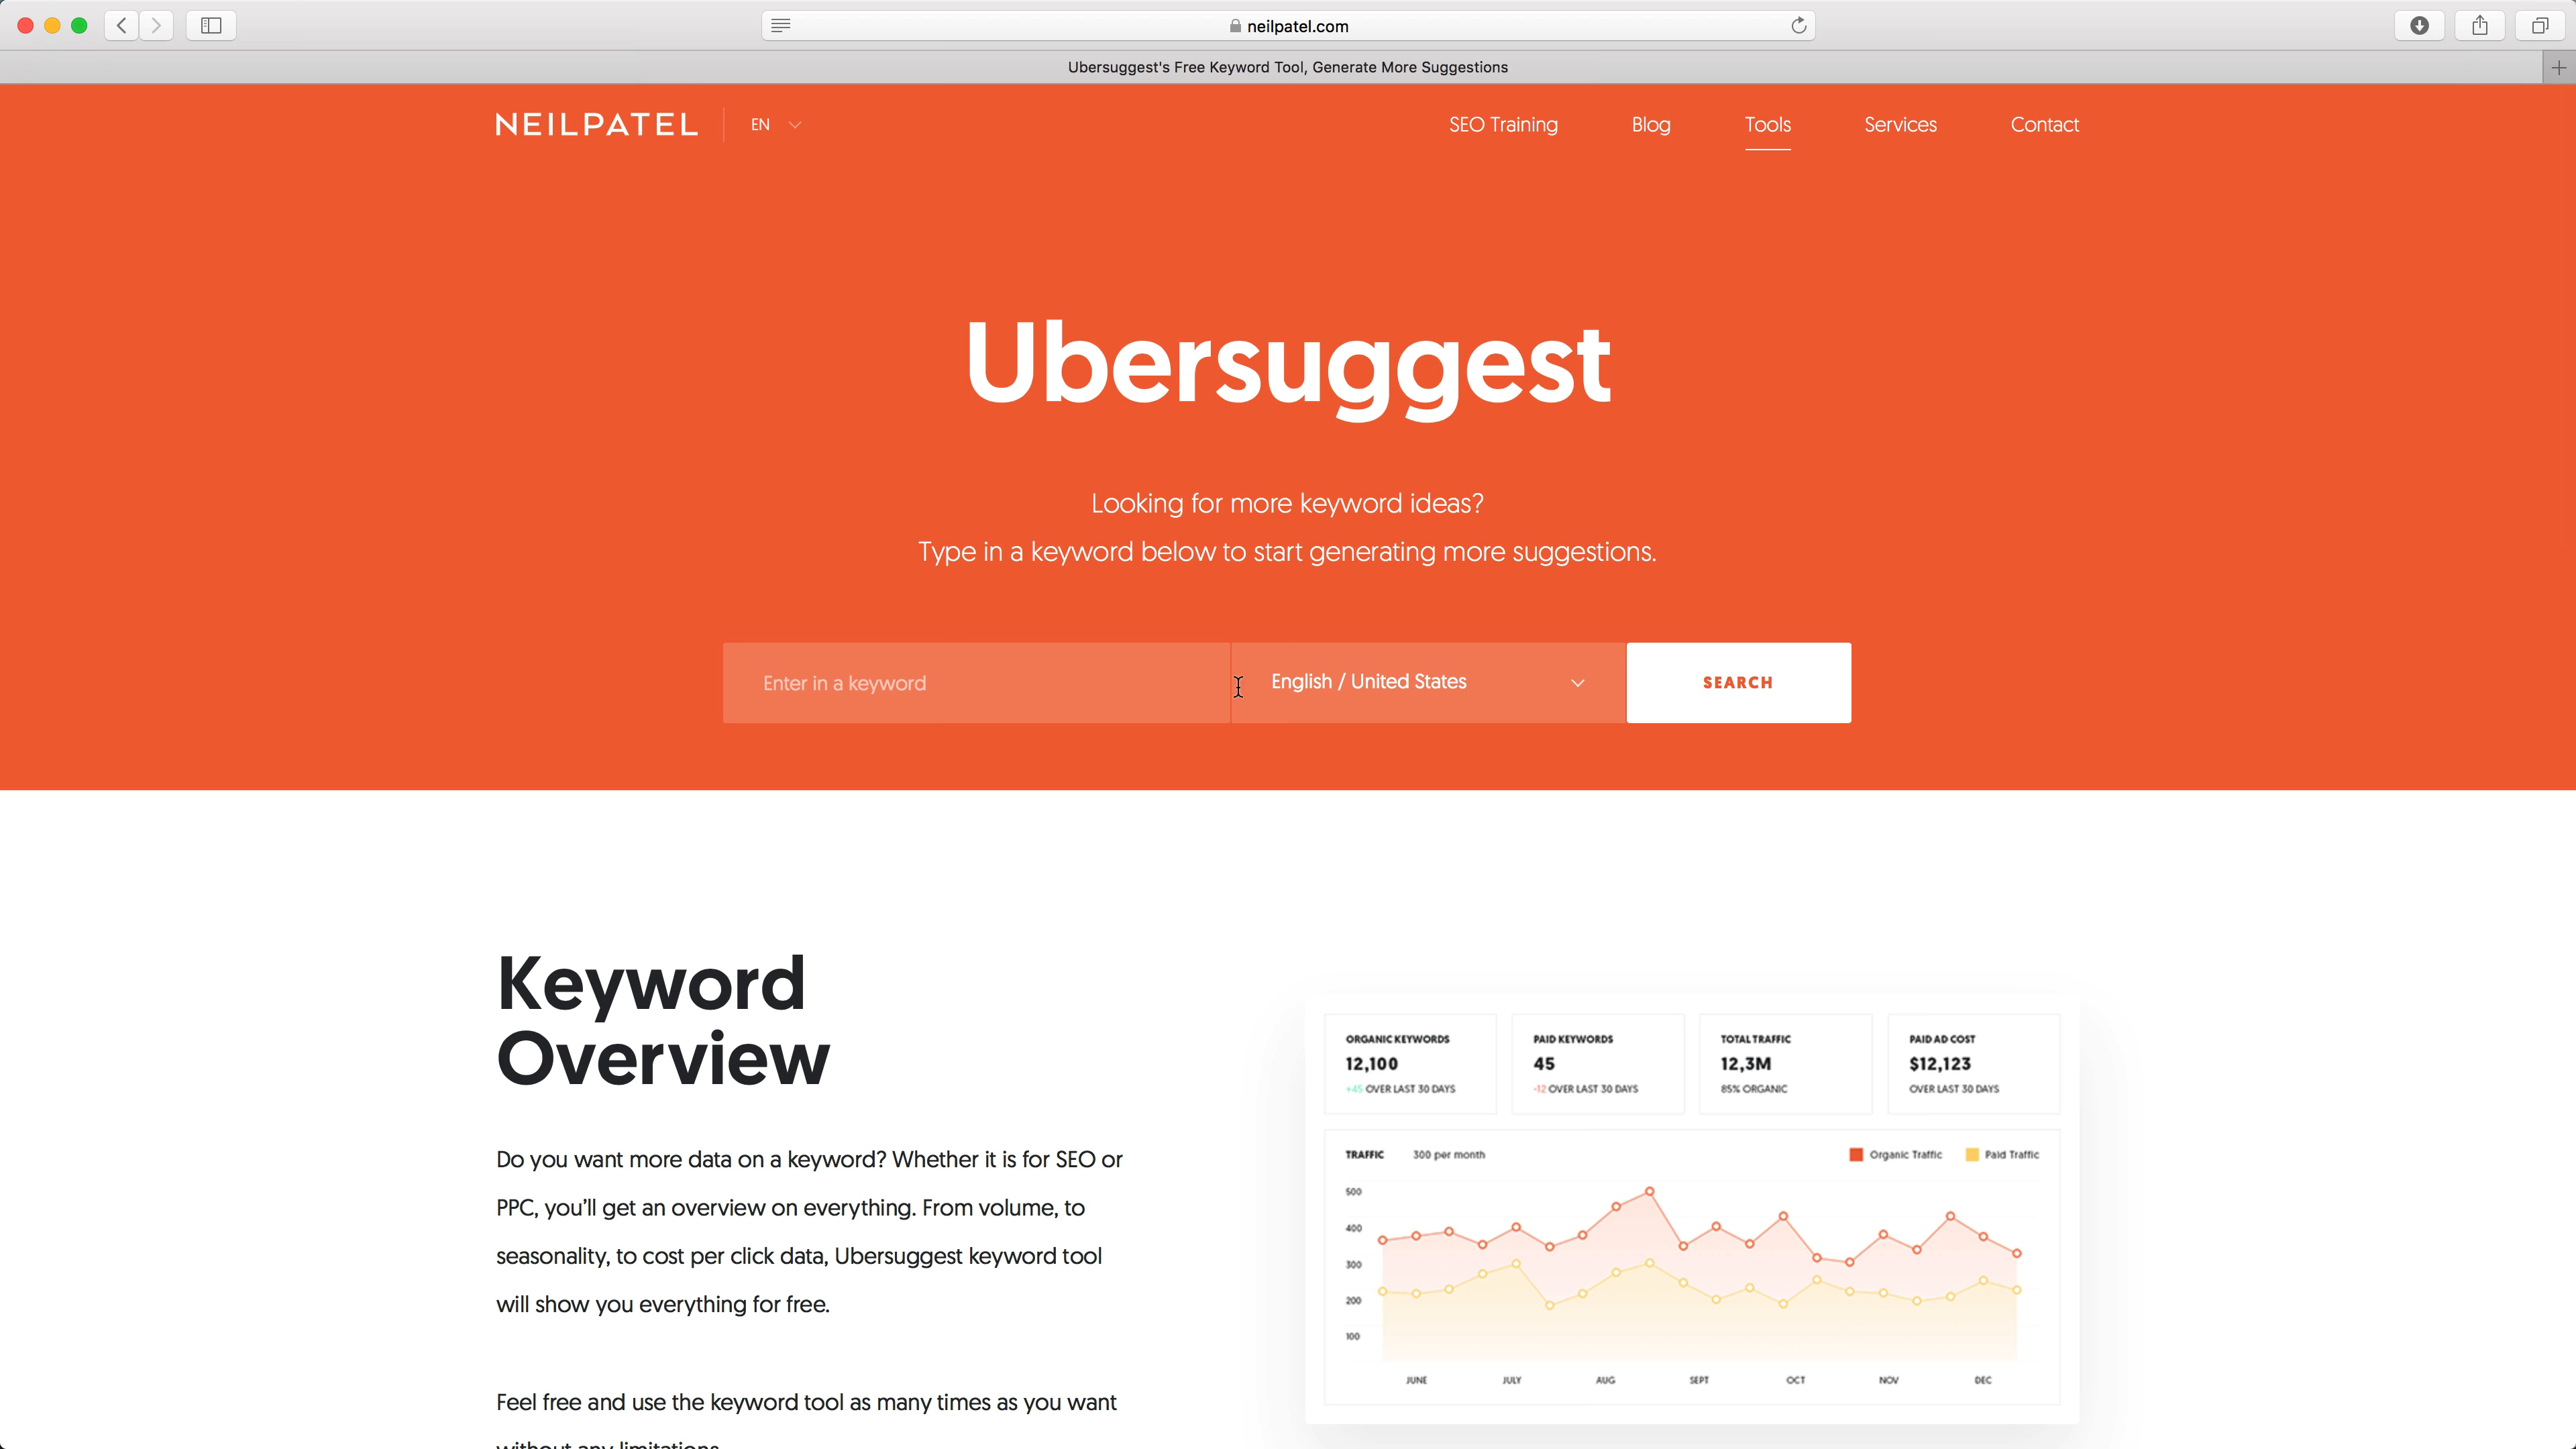 neilpatel.com
Ubersuggest's Free Keyword Tool, Generate More Suggestions
NEILPATEL EN SEO Training Blog Tools Services Contact
Ubersuggest
Looking for more keyword ideas?
Type in a keyword below to start generating more suggestions.
Enter in a keyword English / United States SEARCH
Keyword
Overview
Do you want more data on a keyword? Whether it is for SEO or
PPC, you'll get an overview on everything. From volume, to
seasonality, to cost per click data, Ubersuggest keyword tool
will show you everything for free.
Feel free and use the keyword tool as many times as you want
without any limitations.
ORGANIC KEYWORDS
12,100
+45 OVER LAST 30 DAYS
PAID KEYWORDS
45
-12 OVER LAST 30 DAYS
TOTAL TRAFFIC
12,3M
85% ORGANIC
PAID AD COST
$12,123
OVER LAST 30 DAYS
TRAFFIC 300 per month Organic Traffic Paid Traffic
500
400
300
200
100
JUNE JULY AUG SEPT OCT NOV DEC